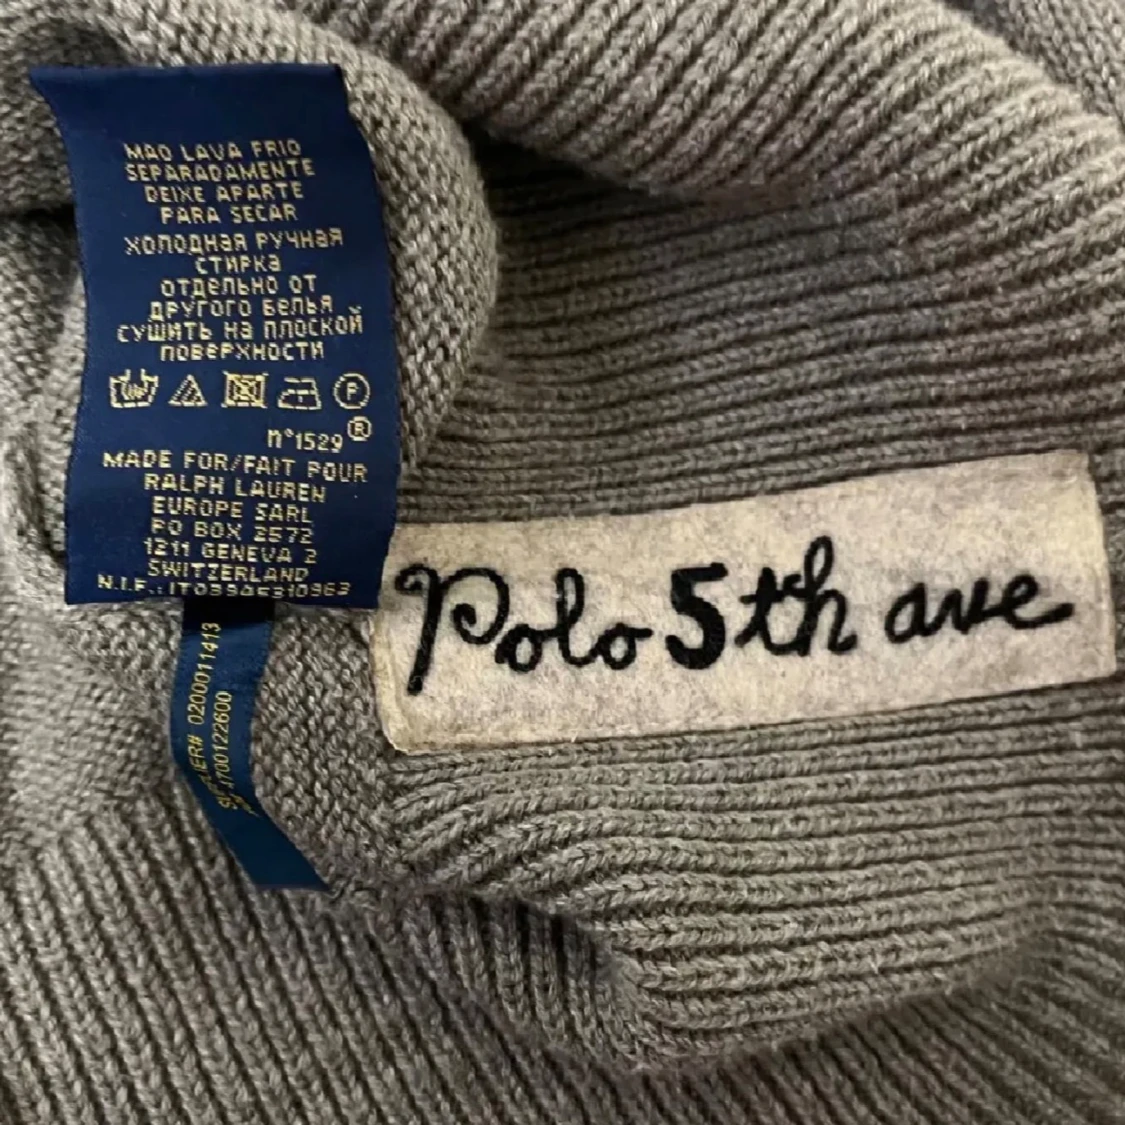 MAO LAVA FRIO
SEPARADAMENTE
DEIXE APARTE
PARA SECAR
ХОЛОДНАЯ РУЧНАЯ
СТИРКА
ОТДЕЛЬНО ОТ
ДРУГОГО БЕЛЬЯ
СУШИТЬ НА ПЛОСКОЙ
ПОВЕРХНОСТИ
P
n°1529 ®
MADE FOR/FAIT POUR
RALPH LAUREN
EUROPE SARL
PO BOX 2572
1211 GENEVA 2
SWITZERLAND
N.I.F.: IT03945310963
0200011413
Polo 5th ave